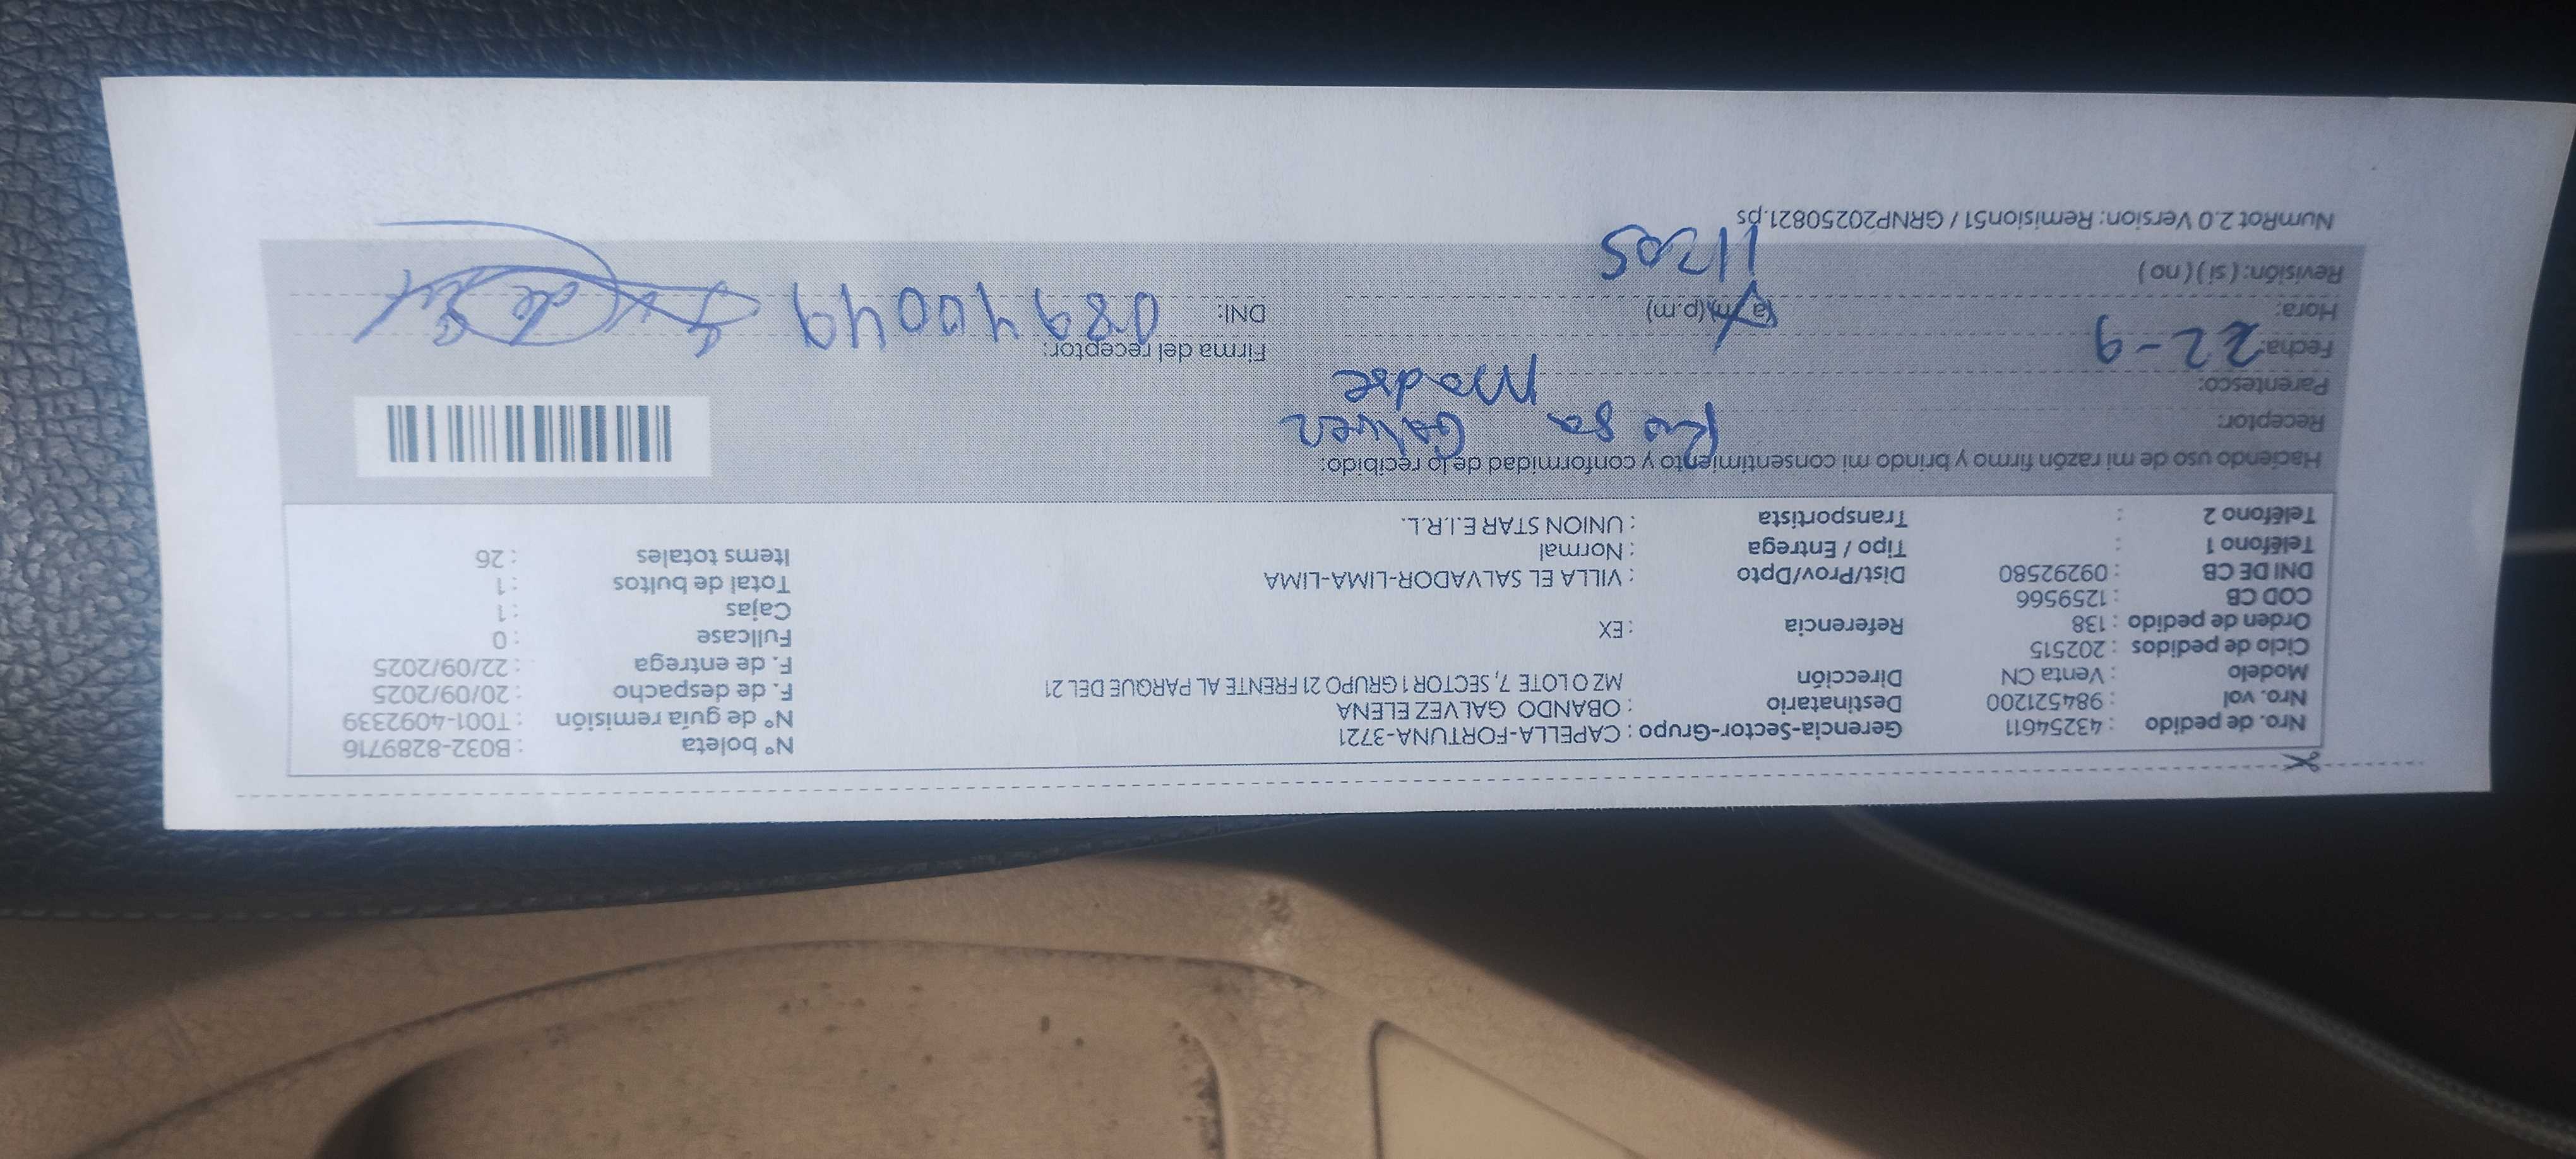 Nro. de pedido : 43254611 Gerencia-Sector-Grupo : CAPELLA-FORTUNA-3721 N° boleta : B032-8289716
Nro. vol : 984521200 Destinatario : OBANDO GALVEZ ELENA N° de guía remisión : T001-4092339
Modelo : Venta CN Dirección MZ O LOTE 7, SECTOR 1 GRUPO 21 FRENTE AL PARQUE DEL 21 F. de despacho : 20/09/2025
Ciclo de pedidos : 202515 F. de entrega : 22/09/2025
Orden de pedido : 138 Referencia : EX Fullcase : 0
COD CB : 1259566 Cajas : 1
DNI DE CB : 09292580 Dist/Prov/Dpto : VILLA EL SALVADOR-LIMA-LIMA Total de bultos : 1
Teléfono 1 : Tipo / Entrega : Normal Items totales : 26
Teléfono 2 : Transportista : UNION STAR E.I.R.L.
Haciendo uso de mi razón firmo y brindo mi consentimiento y conformidad de lo recibido:
Receptor: Galvez
Parentesco: Madre
Fecha: 22-9 Firma del receptor:
Hora: (a.m) (p.m) DNI: 08940049
Revisión: ( si ) ( no ) 11:05
NumRot 2.0 Version: Remision51 / GRNP20250821.ps